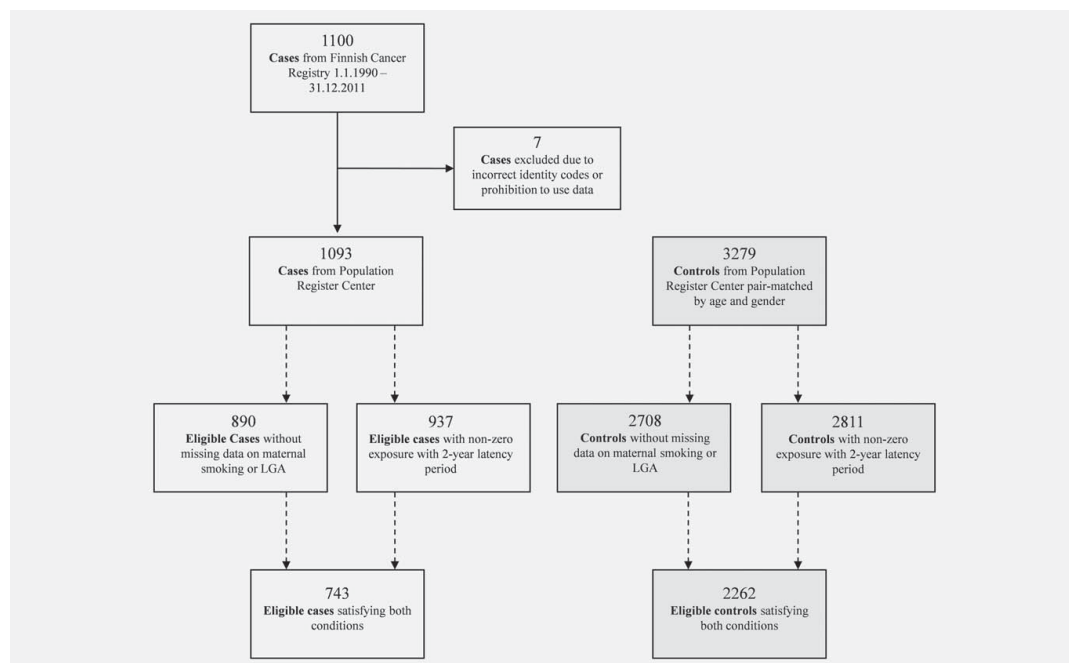 1100
Cases from Finnish Cancer
Registry 1.1.1990 –
31.12.2011
7
Cases excluded due to
incorrect identity codes or
prohibition to use data
1093
Cases from Population
Register Center
3279
Controls from Population
Register Center pair-matched
by age and gender
890
Eligible Cases without
missing data on maternal
smoking or LGA
937
Eligible cases with non-zero
exposure with 2-year latency
period
2708
Controls without missing
data on maternal smoking or
LGA
2811
Controls with non-zero
exposure with 2-year latency
period
743
Eligible cases satisfying both
conditions
2262
Eligible controls satisfying
both conditions